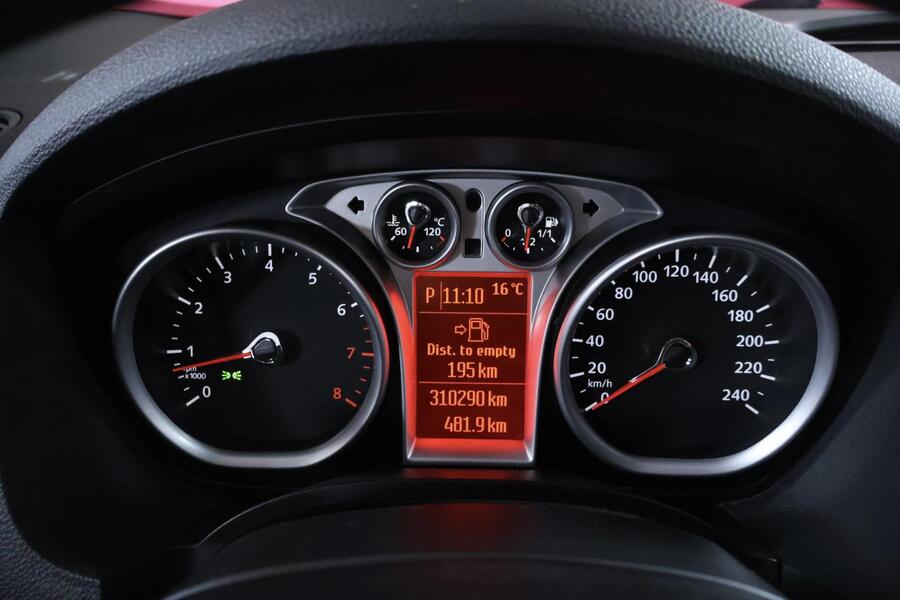 60 120 °C
0 1/2 1/1
0 1 2 3 4 5 6 7 8
rpm
x1000
P 11:10 16 °C
Dist. to empty
195 km
310290 km
481.9 km
0 20 40 60 80 100 120 140 160 180 200 220 240
km/h